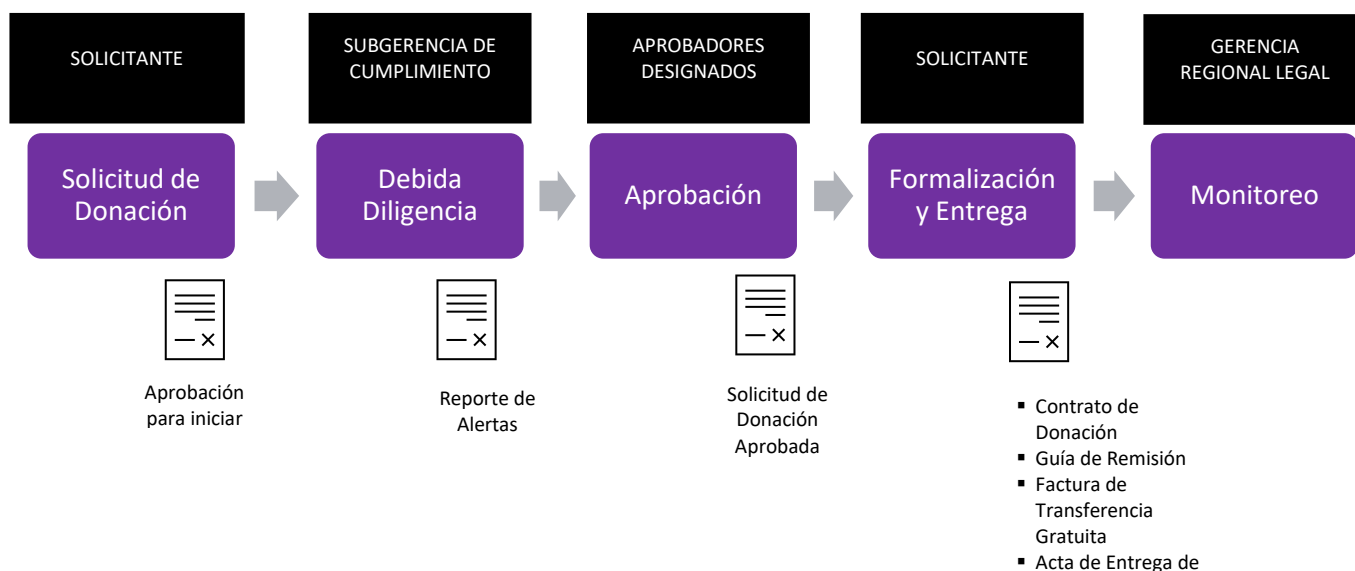 SOLICITANTE
SUBGERENCIA DE
CUMPLIMIENTO
APROBADORES
DESIGNADOS
SOLICITANTE
GERENCIA
REGIONAL LEGAL
Solicitud de
Donación
Debida
Diligencia
Aprobación
Formalización
y Entrega
Monitoreo
Aprobación
para iniciar
Reporte de
Alertas
Solicitud de
Donación
Aprobada
▪ Contrato de
Donación
▪ Guía de Remisión
▪ Factura de
Transferencia
Gratuita
▪ Acta de Entrega de